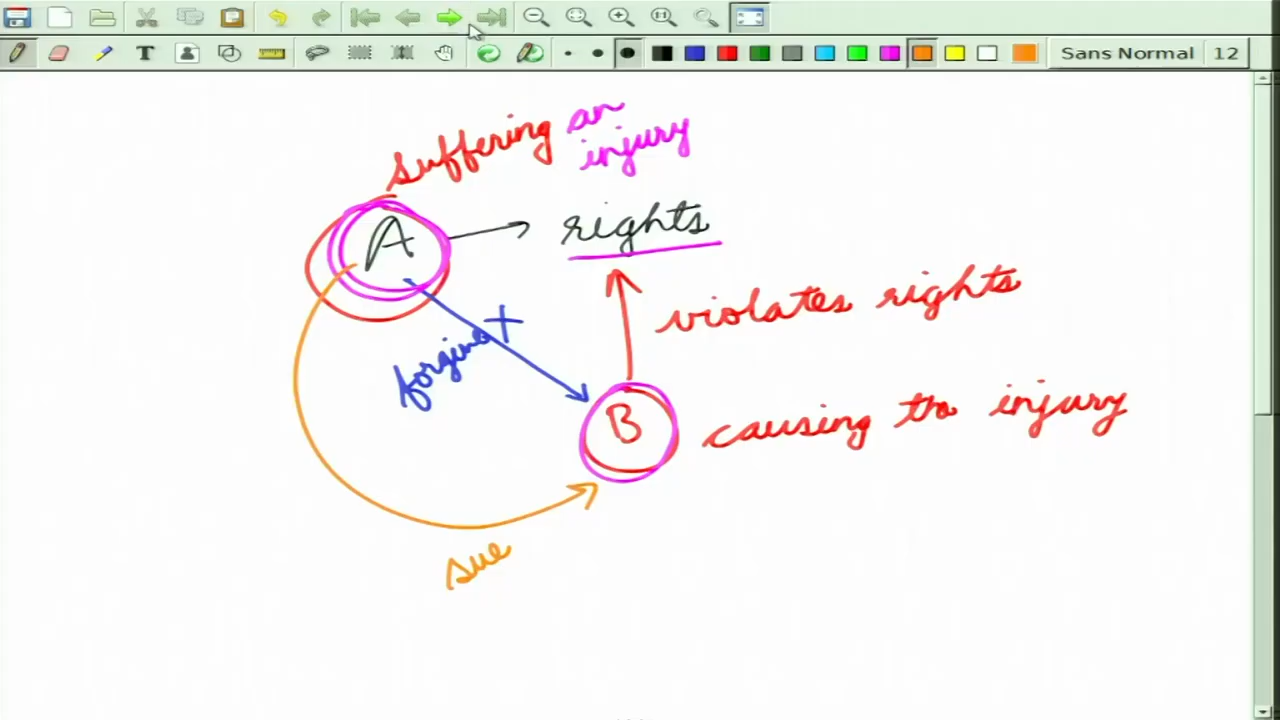 Sans Normal 12
suffering an
injury
A rights
violates rights
forgive X
B causing the injury
sue